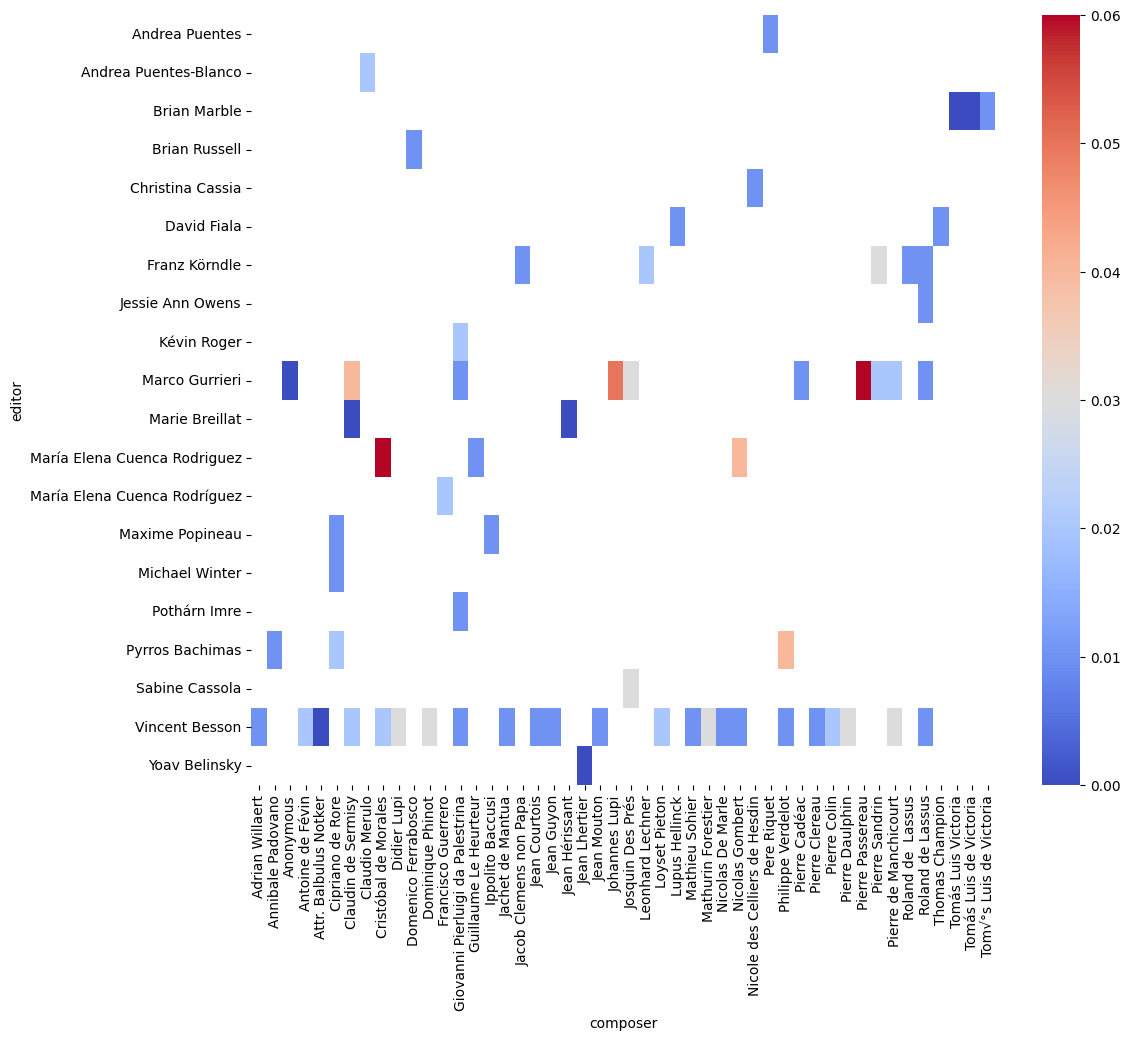 Andrea Puentes
Andrea Puentes-Blanco
Brian Marble
Brian Russell
Christina Cassia
David Fiala
Franz Körndle
Jessie Ann Owens
Kévin Roger
Marco Gurrieri
Marie Breillat
María Elena Cuenca Rodriguez
María Elena Cuenca Rodríguez
Maxime Popineau
Michael Winter
Pothárn Imre
Pyrros Bachimas
Sabine Cassola
Vincent Besson
Yoav Belinsky
editor
Adrian Willaert
Annibale Padovano
Anonymous
Antoine de Févin
Attr. Balbulus Notker
Cipriano de Rore
Claudin de Sermisy
Claudio Merulo
Cristóbal de Morales
Didier Lupi
Domenico Ferrabosco
Dominique Phinot
Francisco Guerrero
Giovanni Pierluigi da Palestrina
Guillaume Le Heurteur
Ippolito Baccusi
Jachet de Mantua
Jacob Clemens non Papa
Jean Courtois
Jean Guyon
Jean Hérissant
Jean Lhertier
Jean Mouton
Johannes Lupi
Josquin Des Prés
Leonhard Lechner
Loyset Pieton
Lupus Hellinck
Mathieu Sohier
Mathurin Forestier
Nicolas De Marle
Nicolas Gombert
Nicole des Celliers de Hesdin
Pere Riquet
Philippe Verdelot
Pierre Cadéac
Pierre Clereau
Pierre Colin
Pierre Daulphin
Pierre Passereau
Pierre Sandrin
Pierre de Manchicourt
Roland de  Lassus
Roland de Lassus
Thomas Champion
Tomás Luis Victoria
Tomás Luis de Victoria
Tom√°s Luis de Victoria
composer
0.06
0.05
0.04
0.03
0.02
0.01
0.00